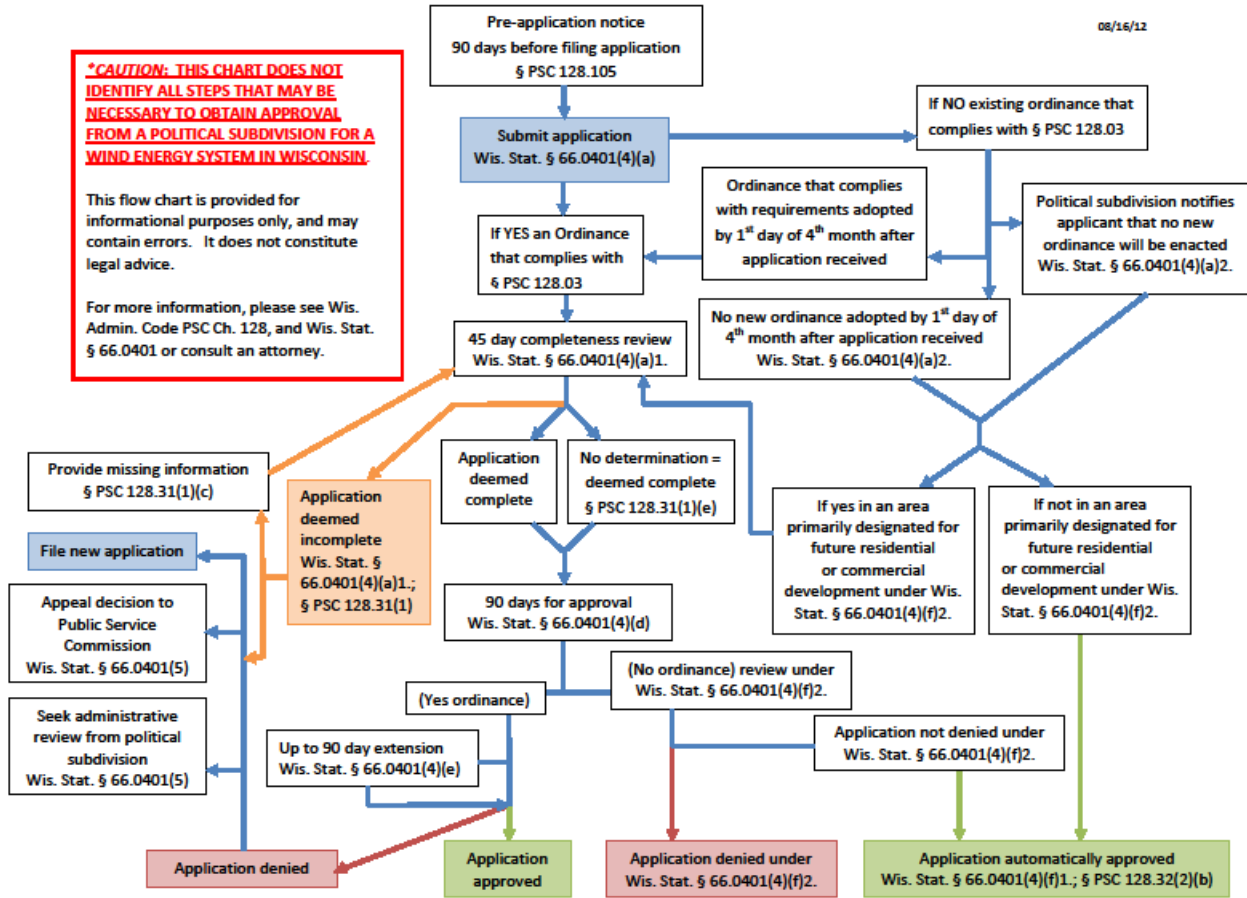 Pre-application notice
90 days before filing application
§ PSC 128.105
08/16/12
*CAUTION: THIS CHART DOES NOT
IDENTIFY ALL STEPS THAT MAY BE
NECESSARY TO OBTAIN APPROVAL
FROM A POLITICAL SUBDIVISION FOR A
WIND ENERGY SYSTEM IN WISCONSIN.
This flow chart is provided for
informational purposes only, and may
contain errors. It does not constitute
legal advice.
For more information, please see Wis.
Admin. Code PSC Ch. 128, and Wis. Stat.
§ 66.0401 or consult an attorney.
Submit application
Wis. Stat. § 66.0401(4)(a)
If NO existing ordinance that
complies with § PSC 128.03
Ordinance that complies
with requirements adopted
by 1st day of 4th month after
application received
Political subdivision notifies
applicant that no new
ordinance will be enacted
Wis. Stat. § 66.0401(4)(a)2.
If YES an Ordinance
that complies with
§ PSC 128.03
No new ordinance adopted by 1st day of
4th month after application received
Wis. Stat. § 66.0401(4)(a)2.
45 day completeness review
Wis. Stat. § 66.0401(4)(a)1.
Provide missing information
§ PSC 128.31(1)(c)
Application
deemed
incomplete
Wis. Stat. §
66.0401(4)(a)1.;
§ PSC 128.31(1)
Application
deemed
complete
No determination =
deemed complete
§ PSC 128.31(1)(e)
If yes in an area
primarily designated for
future residential
or commercial
development under Wis.
Stat. § 66.0401(4)(f)2.
If not in an area
primarily designated for
future residential
or commercial
development under Wis.
Stat. § 66.0401(4)(f)2.
File new application
Appeal decision to
Public Service
Commission
Wis. Stat. § 66.0401(5)
90 days for approval
Wis. Stat. § 66.0401(4)(d)
(No ordinance) review under
Wis. Stat. § 66.0401(4)(f)2.
(Yes ordinance)
Seek administrative
review from political
subdivision
Wis. Stat. § 66.0401(5)
Up to 90 day extension
Wis. Stat. § 66.0401(4)(e)
Application not denied under
Wis. Stat. § 66.0401(4)(f)2.
Application denied
Application
approved
Application denied under
Wis. Stat. § 66.0401(4)(f)2.
Application automatically approved
Wis. Stat. § 66.0401(4)(f)1.; § PSC 128.32(2)(b)